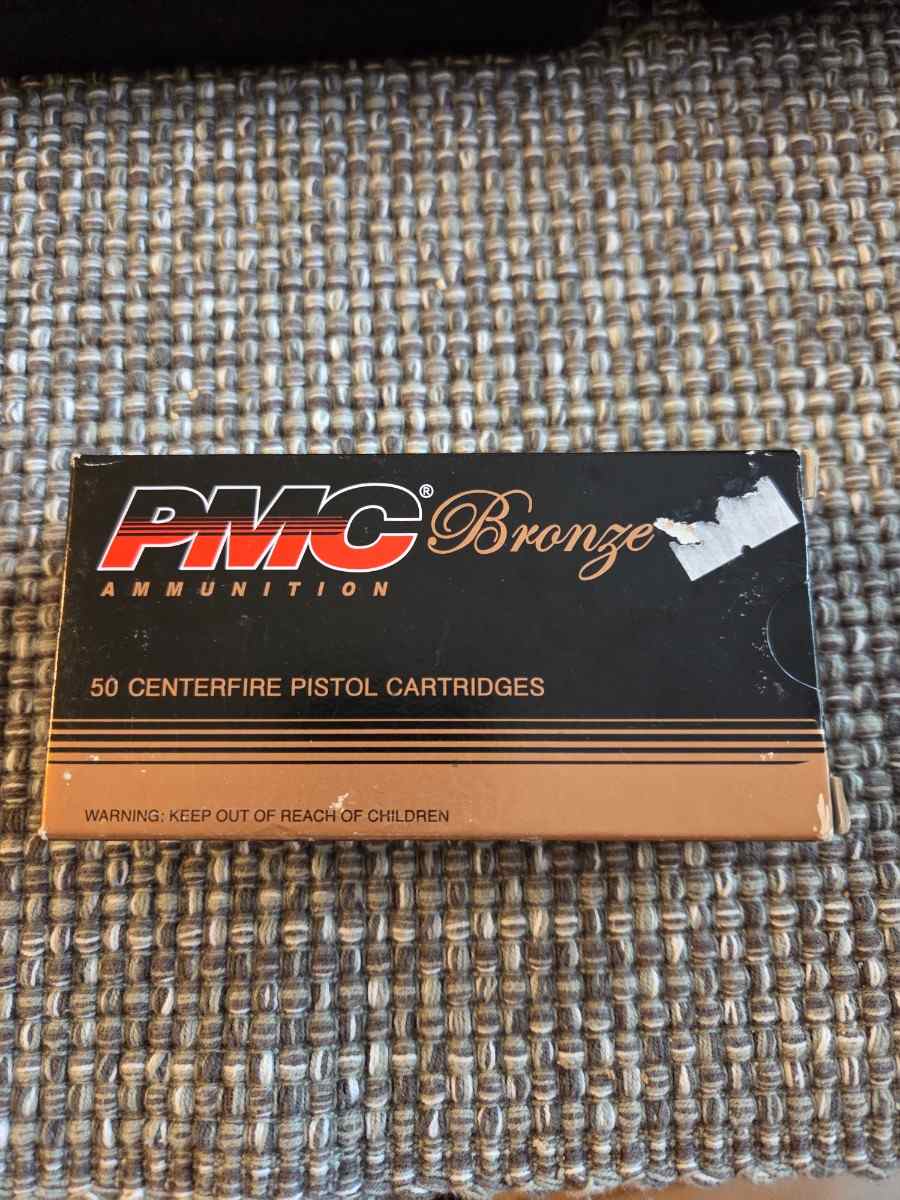 PMC® Bronze
AMMUNITION
50 CENTERFIRE PISTOL CARTRIDGES
WARNING: KEEP OUT OF REACH OF CHILDREN